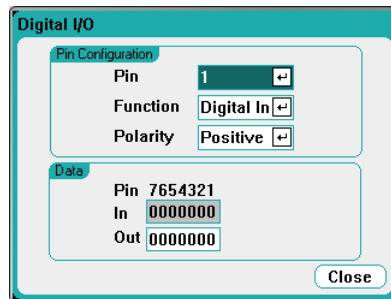 Digital I/O
Pin Configuration
Pin 1
Function Digital In
Polarity Positive
Data
Pin 7654321
In 0000000
Out 0000000
Close